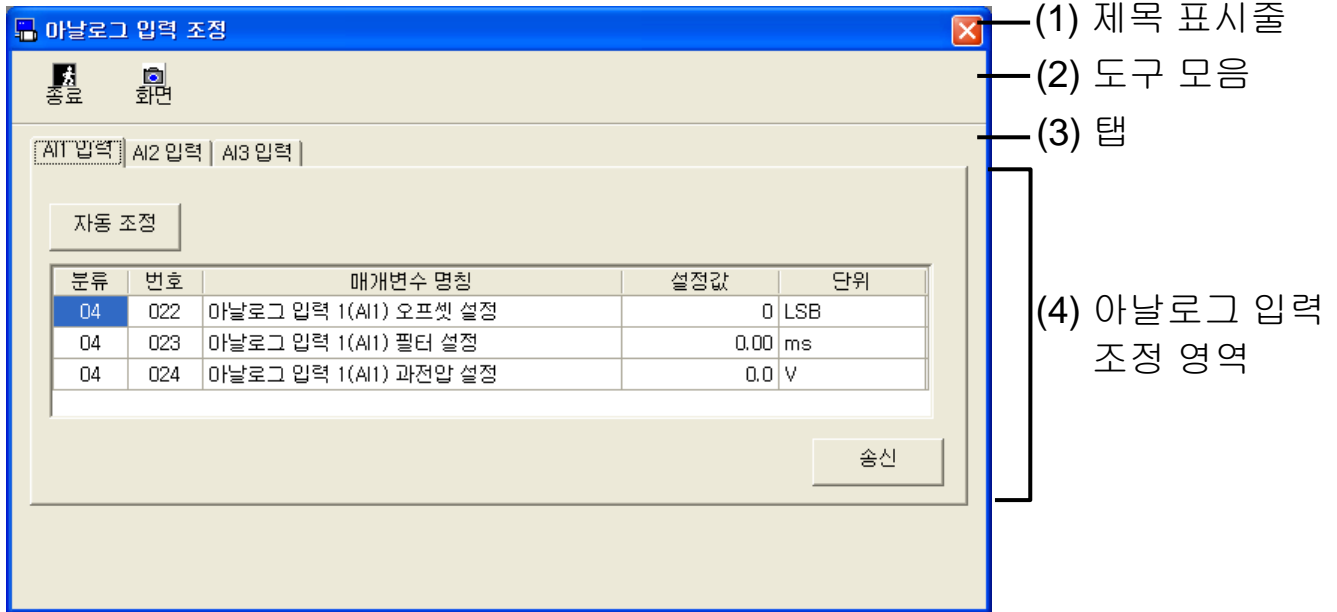 아날로그 입력 조정
(1) 제목 표시줄
종료 화면
(2) 도구 모음
(3) 탭
AI1 입력 AI2 입력 AI3 입력
자동 조정
분류 번호 매개변수 명칭 설정값 단위
04 022 아날로그 입력 1(AI1) 오프셋 설정 0 LSB
04 023 아날로그 입력 1(AI1) 필터 설정 0.00 ms
04 024 아날로그 입력 1(AI1) 과전압 설정 0.0 V
(4) 아날로그 입력
조정 영역
송신